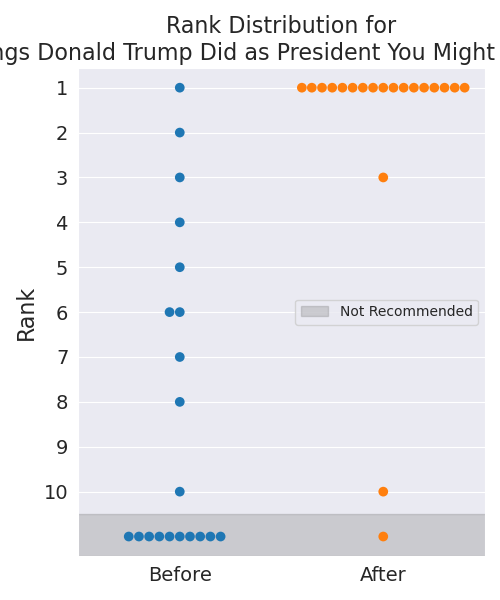 Rank Distribution for
ngs Donald Trump Did as President You Might
1
2
3
4
5
6
7
8
9
10
Rank
Not Recommended
Before
After